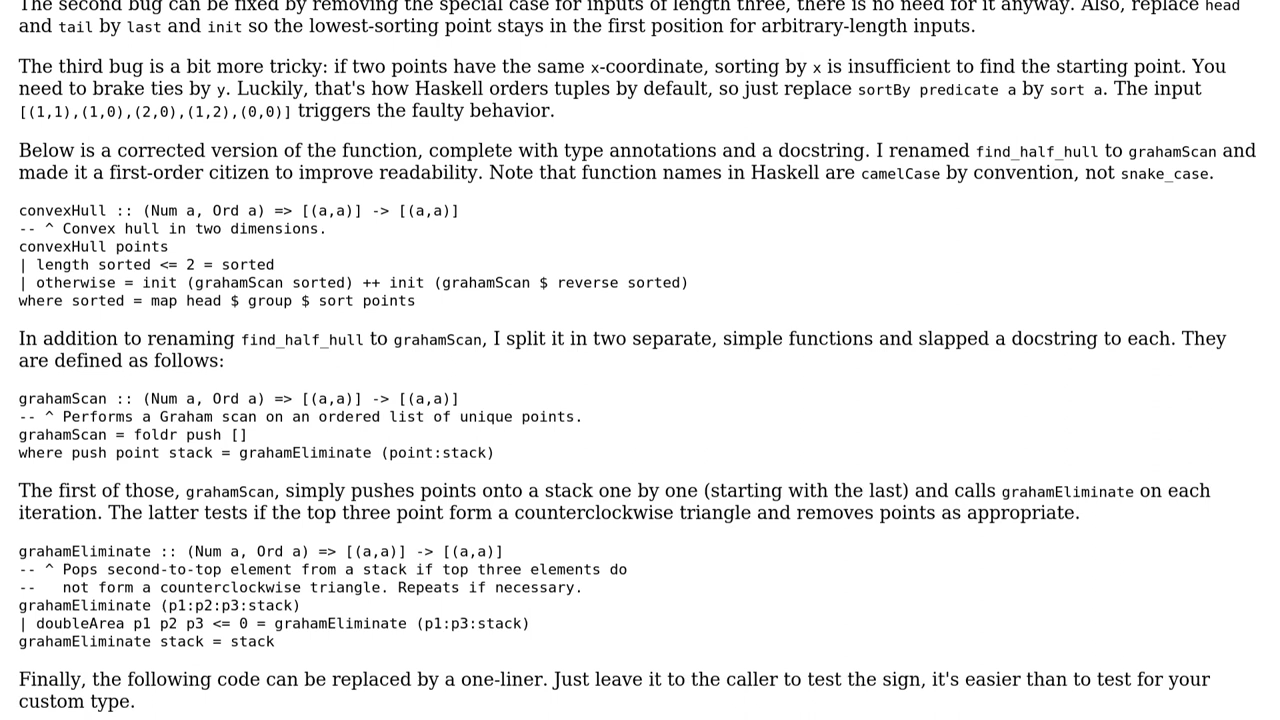 The second bug can be fixed by removing the special case for inputs of length three, there is no need for it anyway. Also, replace head
and tail by last and init so the lowest-sorting point stays in the first position for arbitrary-length inputs.
The third bug is a bit more tricky: if two points have the same x-coordinate, sorting by x is insufficient to find the starting point. You
need to brake ties by y. Luckily, that's how Haskell orders tuples by default, so just replace sortBy predicate a by sort a. The input
[(1,1),(1,0),(2,0),(1,2),(0,0)] triggers the faulty behavior.
Below is a corrected version of the function, complete with type annotations and a docstring. I renamed find_half_hull to grahamScan and
made it a first-order citizen to improve readability. Note that function names in Haskell are camelCase by convention, not snake_case.
convexHull :: (Num a, Ord a) => [(a,a)] -> [(a,a)]
-- ^ Convex hull in two dimensions.
convexHull points
| length sorted <= 2 = sorted
| otherwise = init (grahamScan sorted) ++ init (grahamScan $ reverse sorted)
where sorted = map head $ group $ sort points
In addition to renaming find_half_hull to grahamScan, I split it in two separate, simple functions and slapped a docstring to each. They
are defined as follows:
grahamScan :: (Num a, Ord a) => [(a,a)] -> [(a,a)]
-- ^ Performs a Graham scan on an ordered list of unique points.
grahamScan = foldr push []
where push point stack = grahamEliminate (point:stack)
The first of those, grahamScan, simply pushes points onto a stack one by one (starting with the last) and calls grahamEliminate on each
iteration. The latter tests if the top three point form a counterclockwise triangle and removes points as appropriate.
grahamEliminate :: (Num a, Ord a) => [(a,a)] -> [(a,a)]
-- ^ Pops second-to-top element from a stack if top three elements do
--   not form a counterclockwise triangle. Repeats if necessary.
grahamEliminate (p1:p2:p3:stack)
| doubleArea p1 p2 p3 <= 0 = grahamEliminate (p1:p3:stack)
grahamEliminate stack = stack
Finally, the following code can be replaced by a one-liner. Just leave it to the caller to test the sign, it's easier than to test for your
custom type.